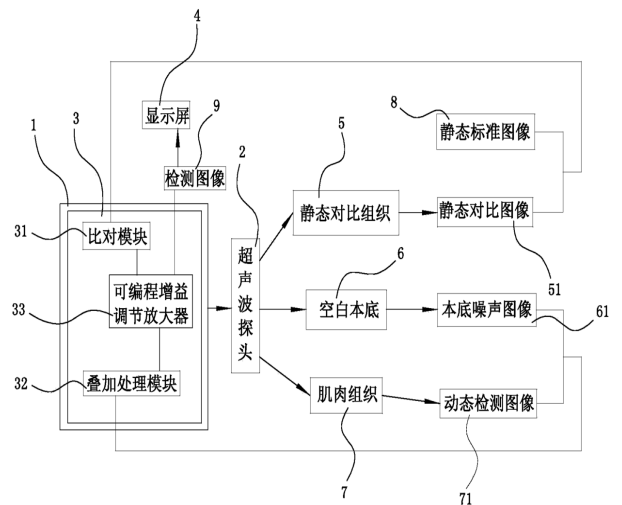 4
显示屏
9
检测图像
8
静态标准图像
1
3
2
5
静态对比组织
静态对比图像
51
31
比对模块
超声波探头
可编程增益
调节放大器
33
6
空白本底
本底噪声图像
61
32
叠加处理模块
肌肉组织
7
动态检测图像
71